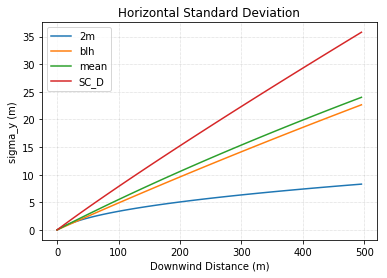 Horizontal Standard Deviation
2m
blh
mean
SC_D
sigma_y (m)
35
30
25
20
15
10
5
0
0 100 200 300 400 500
Downwind Distance (m)